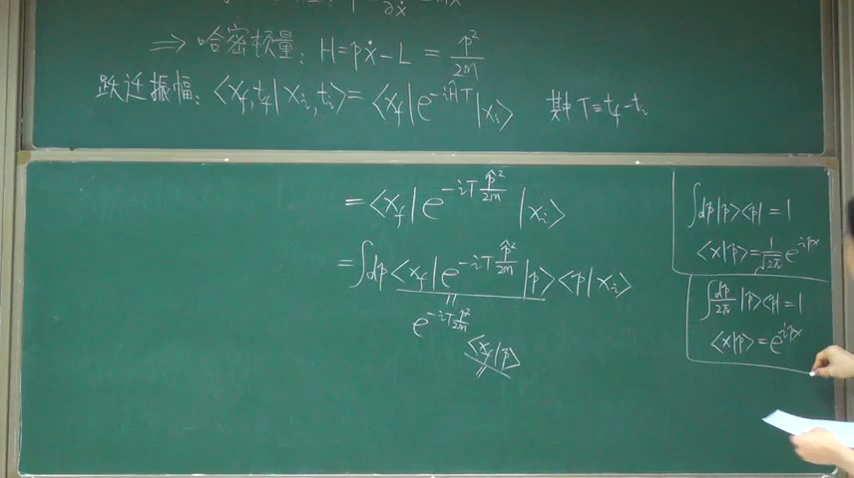 ⇒ 哈密顿量: H=pẋ-L = p²/2m
跃迁振幅: ⟨x_f,t_f|x_i,t_i⟩=⟨x_f|e^{-iĤT}|x_i⟩ 其中 T≡t_f-t_i
=⟨x_f|e^{-iT p̂²/2m}|x_i⟩
=∫dp⟨x_f|e^{-iT p̂²/2m}|p⟩⟨p|x_i⟩
e^{-iT p²/2m}
⟨x_f|p⟩
∫dp|p⟩⟨p|=1
⟨x|p⟩=1/√2π e^{ipx}
∫dp/2π|p⟩⟨p|=1
⟨x|p⟩=e^{ipx}